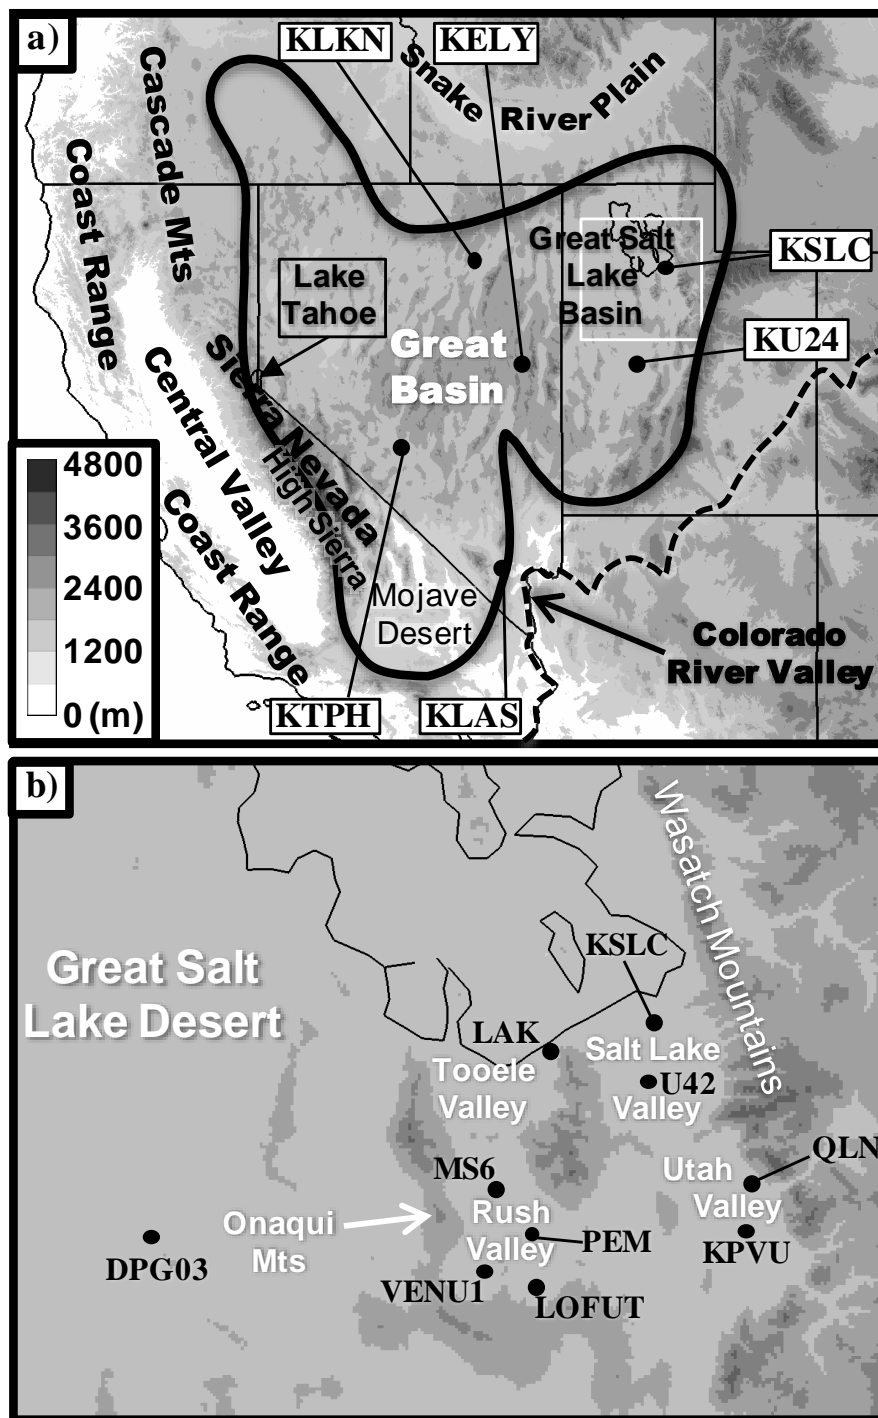 a)
KLKN
KELY
Snake
River Plain
Cascade Mts
Coast Range
Great Salt
Lake
Basin
KSLC
Lake
Tahoe
KU24
Great
Basin
Sierra Nevada
High Sierra
Central Valley
Coast Range
4800
3600
2400
1200
0 (m)
Mojave
Desert
Colorado
River Valley
KTPH
KLAS
b)
Wasatch Mountains
KSLC
Great Salt
Lake Desert
LAK
Salt Lake
Valley
Tooele
Valley
U42
QLN
MS6
Utah
Valley
Onaqui
Mts
Rush
Valley
PEM
KPVU
DPG03
VENU1
LOFUT